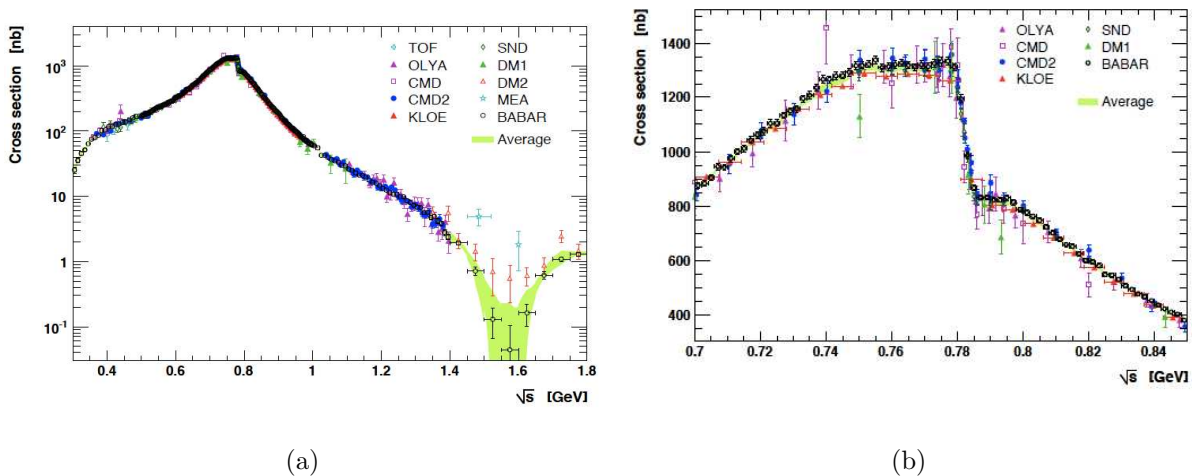 Cross section [nb]
10³
10²
10
1
10⁻¹
TOF
OLYA
CMD
CMD2
KLOE
SND
DM1
DM2
MEA
BABAR
Average
0.4 0.6 0.8 1 1.2 1.4 1.6 1.8
√s [GeV]
(a)
Cross section [nb]
1400
1200
1000
800
600
400
OLYA
CMD
CMD2
KLOE
SND
DM1
BABAR
Average
0.7 0.72 0.74 0.76 0.78 0.8 0.82 0.84
√s [GeV]
(b)